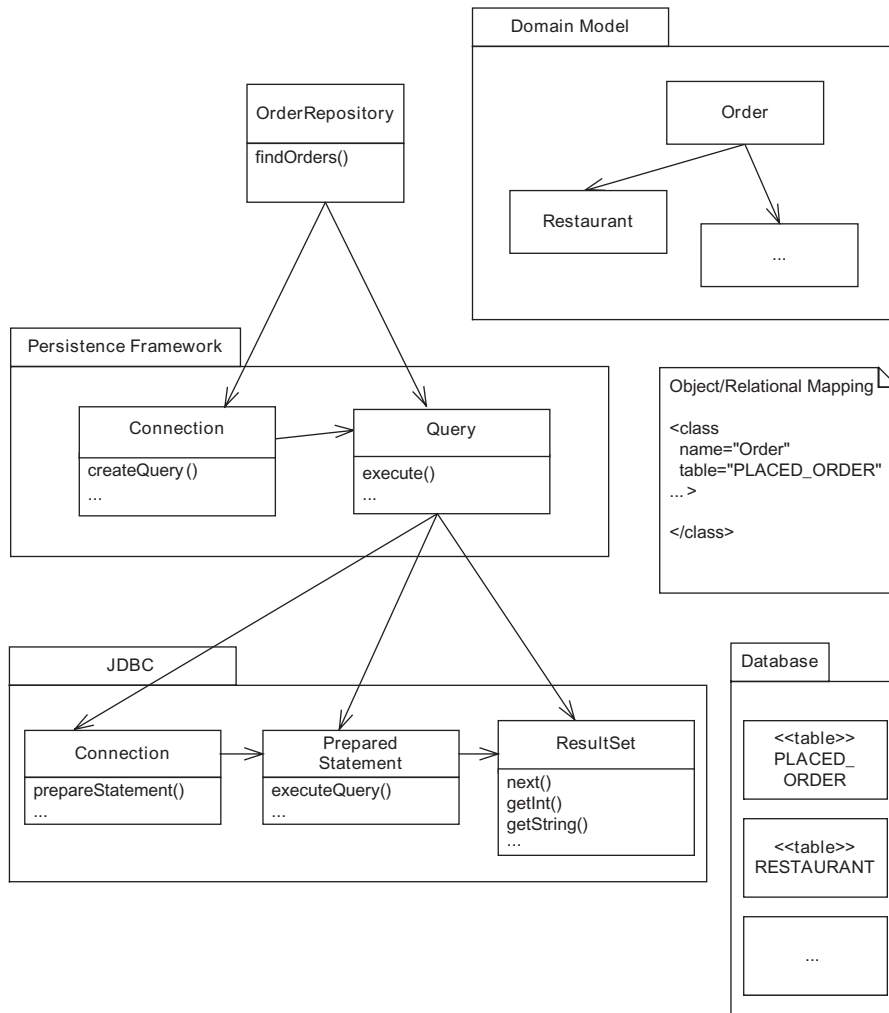 Domain Model
OrderRepository
findOrders()
Order
Restaurant
...
Persistence Framework
Connection
createQuery()
...
Query
execute()
...
Object/Relational Mapping
<class
name="Order"
table="PLACED_ORDER"
... >
</class>
JDBC
Connection
prepareStatement()
...
Prepared
Statement
executeQuery()
...
ResultSet
next()
getInt()
getString()
...
Database
<<table>>
PLACED_
ORDER
<<table>>
RESTAURANT
...